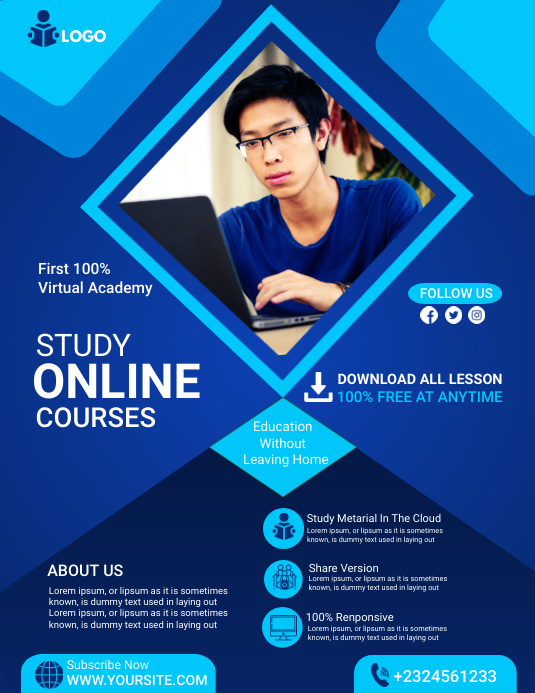 LOGO
First 100%
Virtual Academy
FOLLOW US
STUDY
ONLINE
COURSES
DOWNLOAD ALL LESSON
100% FREE AT ANYTIME
Education
Without
Leaving Home
Study Metarial In The Cloud
Lorem ipsum, or lipsum as it is sometimes
known, is dummy text used in laying out
Share Version
Lorem ipsum, or lipsum as it is sometimes
known, is dummy text used in laying out
100% Renponsive
Lorem ipsum, or lipsum as it is sometimes
known, is dummy text used in laying out
ABOUT US
Lorem ipsum, or lipsum as it is sometimes
known, is dummy text used in laying out
Lorem ipsum, or lipsum as it is sometimes
known, is dummy text used in laying out
Subscribe Now
WWW.YOURSITE.COM
+2324561233